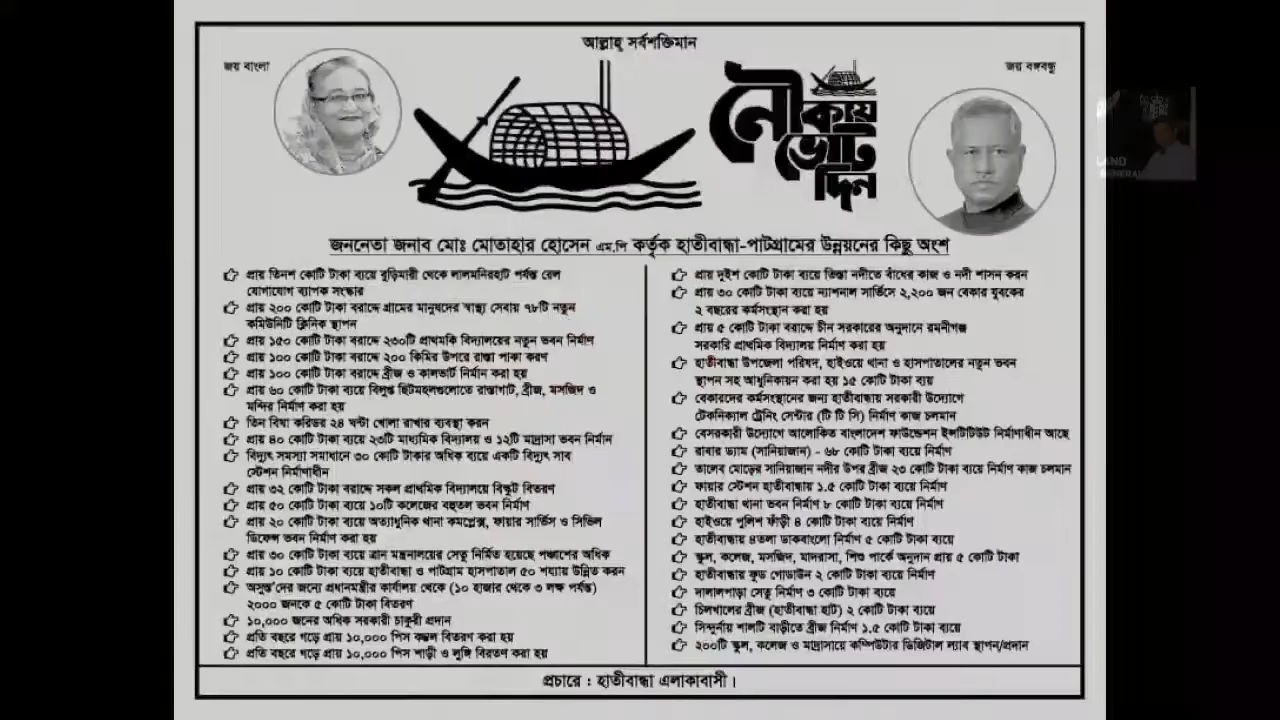 আল্লাহ্ সর্বশক্তিমান
জয় বাংলা
জয় বঙ্গবন্ধু
নৌকায়
ভোট
দিন
জননেতা জনাব মোঃ মোতাহার হোসেন এম.পি কর্তৃক হাতীবান্ধা-পাটগ্রামের উন্নয়নের কিছু অংশ
প্রায় তিনশ কোটি টাকা ব্যয়ে বুড়িমারী থেকে লালমনিরহাট পর্যন্ত রেল
যোগাযোগ ব্যাপক সংস্কার
প্রায় ২০০ কোটি টাকা বরাদ্দে গ্রামের মানুষদের স্বাস্থ্য সেবায় ৭৮টি নতুন
কমিউনিটি ক্লিনিক স্থাপন
প্রায় ১৫০ কোটি টাকা বরাদ্দে ২৩০টি প্রাথমকি বিদ্যালয়ের নতুন ভবন নির্মাণ
প্রায় ১০০ কোটি টাকা বরাদ্দে ২০০ কিমির উপরে রাস্তা পাকা করণ
প্রায় ১০০ কোটি টাকা বরাদ্দে ব্রীজ ও কালভার্ট নির্মান করা হয়
প্রায় ৬০ কোটি টাকা ব্যয়ে বিলুপ্ত ছিটমহলগুলোতে রাস্তাগাট, ব্রীজ, মসজিদ ও
মন্দির নির্মাণ করা হয়
তিন বিঘা করিডর ২৪ ঘন্টা খোলা রাখার ব্যবস্থা করন
প্রায় ৪০ কোটি টাকা ব্যয়ে ২৩টি মাধ্যমিক বিদ্যালয় ও ১২টি মাদ্রাসা ভবন নির্মান
বিদ্যুৎ সমস্যা সমাধানে ৩০ কোটি টাকার অধিক ব্যয়ে একটি বিদ্যুৎ সাব
স্টেশন নির্মাণাধীন
প্রায় ৩২ কোটি টাকা বরাদ্দে সকল প্রাথমিক বিদ্যালয়ে বিস্কুট বিতরণ
প্রায় ৫০ কোটি টাকা ব্যয়ে ১০টি কলেজের বহুতল ভবন নির্মাণ
প্রায় ২০ কোটি টাকা ব্যয়ে অত্যাধুনিক থানা কমপ্লেক্স, ফায়ার সার্ভিস ও সিভিল
ডিফেন্স ভবন নির্মাণ করা হয়
প্রায় ৩০ কোটি টাকা ব্যয়ে ত্রান মন্ত্রনালয়ের সেতু নির্মিত হয়েছে পঞ্চাশের অধিক
প্রায় ১০ কোটি টাকা ব্যয়ে হাতীবান্ধা ও পাটগ্রাম হাসপাতাল ৫০ শয্যায় উন্নিত করন
অসুস্ত'দের জন্যে প্রধানমন্ত্রীর কার্যালয় থেকে (১০ হাজার থেকে ৩ লক্ষ পর্যন্ত)
২০০০ জনকে ৫ কোটি টাকা বিতরণ
১০,০০০ জনের অধিক সরকারী চাকুরী প্রদান
প্রতি বছরে গড়ে প্রায় ১০,০০০ পিস কম্বল বিতরণ করা হয়
প্রতি বছরে গড়ে প্রায় ১০,০০০ পিস শাড়ী ও লুঙ্গি বিরতণ করা হয়
প্রায় দুইশ কোটি টাকা ব্যয়ে তিস্তা নদীতে বাঁধের কাজ ও নদী শাসন করন
প্রায় ৩০ কোটি টাকা ব্যয়ে ন্যাশনাল সার্ভিসে ২,২০০ জন বেকার যুবকের
২ বছরের কর্মসংস্থান করা হয়
প্রায় ৫ কোটি টাকা বরাদ্দে চীন সরকারের অনুদানে রমনীগঞ্জ
সরকারি প্রাথমিক বিদ্যালয় নির্মাণ করা হয়
হাতীবান্ধা উপজেলা পরিষদ, হাইওয়ে থানা ও হাসপাতালের নতুন ভবন
স্থাপন সহ আধুনিকায়ন করা হয় ১৫ কোটি টাকা ব্যয়
বেকারদের কর্মসংস্থানের জন্য হাতীবান্ধায় সরকারী উদ্যোগে
টেকনিক্যাল ট্রেনিং সেন্টার (টি টি সি) নির্মাণ কাজ চলমান
বেসরকারী উদ্যোগে আলোকিত বাংলাদেশ ফাউন্ডেশন ইন্সটিটিউট নির্মাণাধীন আছে
রাবার ড্যাম (সানিয়াজান) - ৬৮ কোটি টাকা ব্যয়ে নির্মাণ
তালেব মোড়ের সানিয়াজান নদীর উপর ব্রীজ ২৩ কোটি টাকা ব্যয়ে নির্মাণ কাজ চলমান
ফায়ার স্টেশন হাতীবান্ধায় ১.৫ কোটি টাকা ব্যয়ে নির্মাণ
হাতীবান্ধা থানা ভবন নির্মাণ ৮ কোটি টাকা ব্যয়ে নির্মাণ
হাইওয়ে পুলিশ ফাঁড়ী ৪ কোটি টাকা ব্যয়ে নির্মাণ
হাতীবান্ধায় ৪তলা ডাকবাংলো নির্মাণ ৫ কোটি টাকা ব্যয়ে
স্কুল, কলেজ, মসজিদ, মাদরাসা, শিশু পার্কে অনুদান প্রায় ৫ কোটি টাকা
হাতীবান্ধায় ফুড গোডাউন ২ কোটি টাকা ব্যয়ে নির্মাণ
দালালপাড়া সেতু নির্মাণ ৩ কোটি টাকা ব্যয়ে
চিলখালের ব্রীজ (হাতীবান্ধা হাট) ২ কোটি টাকা ব্যয়ে
সিন্দুর্নায় শালটি বাড়ীতে ব্রীজ নির্মাণ ১.৫ কোটি টাকা ব্যয়ে
২০০টি স্কুল, কলেজ ও মাদ্রাসায়ে কম্পিউটার ডিজিটাল ল্যাব স্থাপন/প্রদান
প্রচারে : হাতীবান্ধা এলাকাবাসী।
LAND